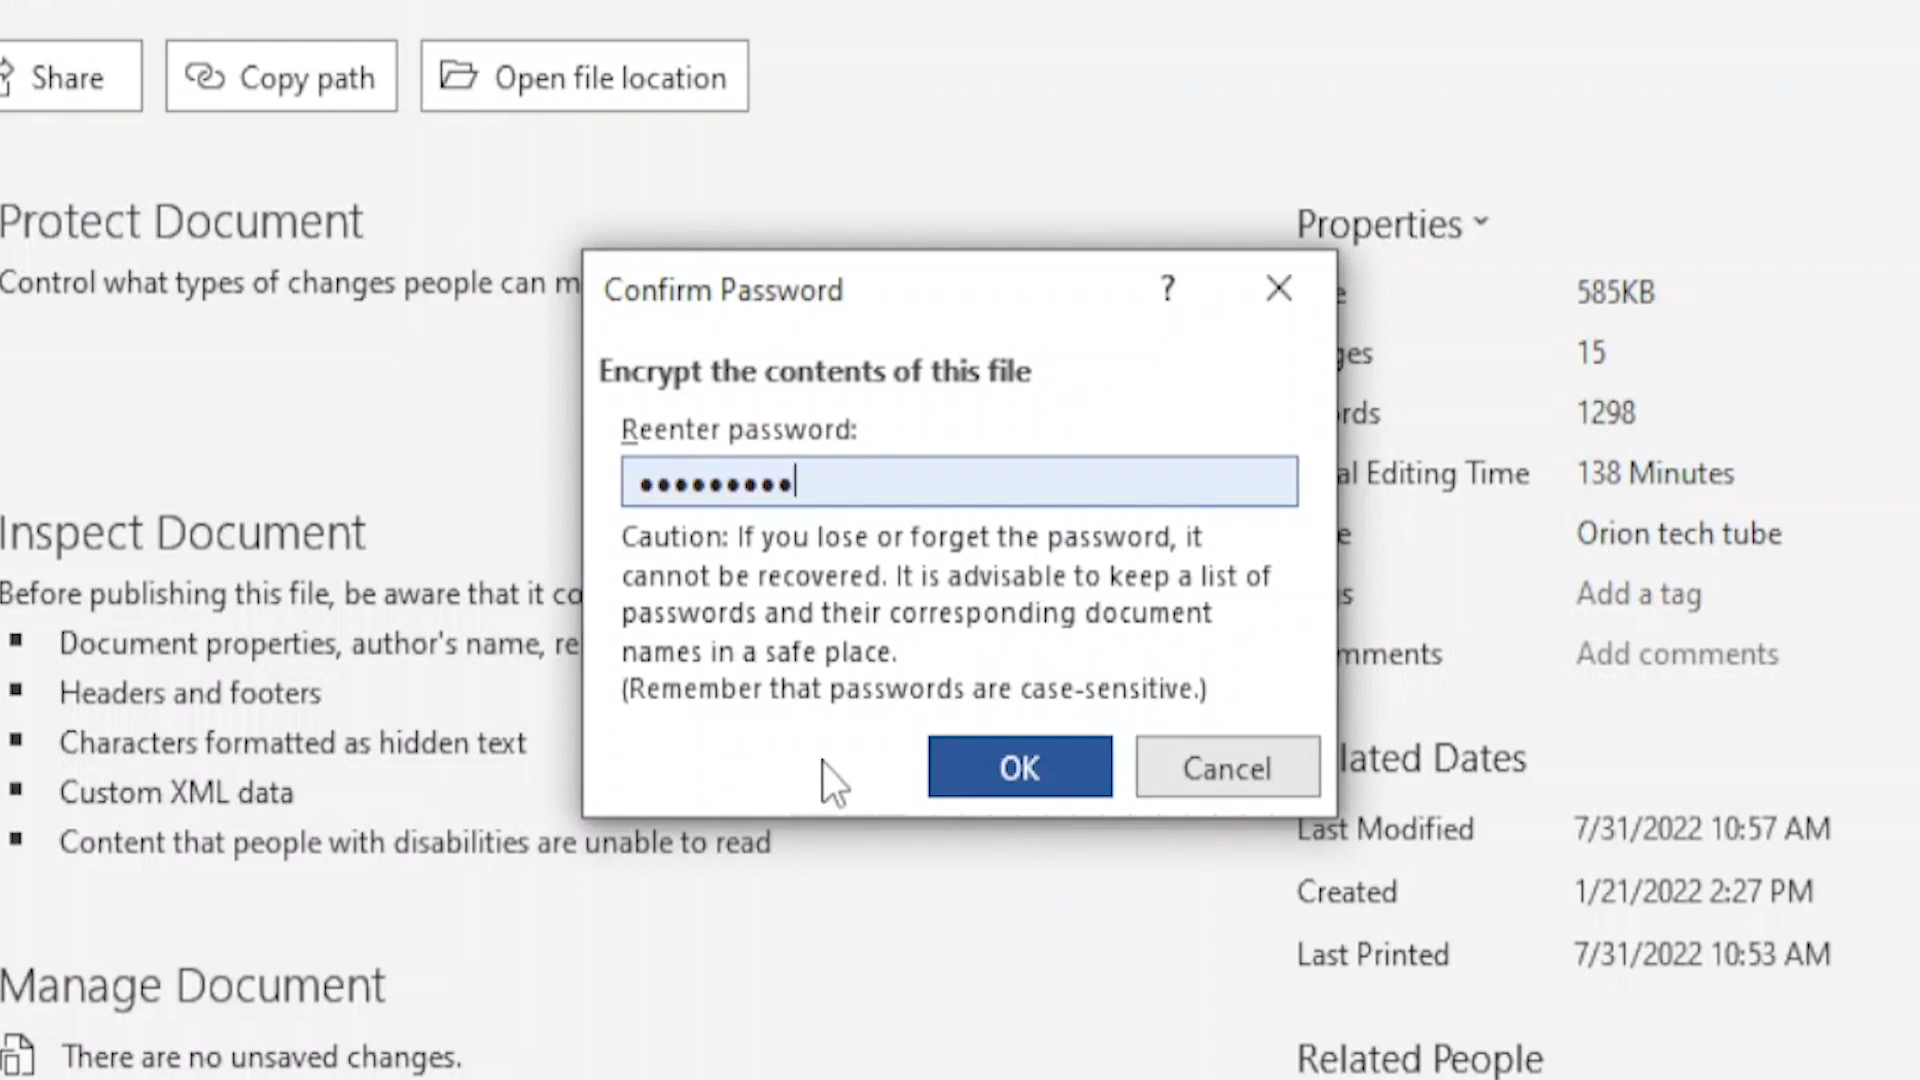 Share
Copy path
Open file location
Protect Document
Control what types of changes people can m
Inspect Document
Before publishing this file, be aware that it co
Document properties, author's name, re
Headers and footers
Characters formatted as hidden text
Custom XML data
Content that people with disabilities are unable to read
Manage Document
There are no unsaved changes.
Confirm Password
?
Encrypt the contents of this file
Reenter password:
●●●●●●●●●
Caution: If you lose or forget the password, it
cannot be recovered. It is advisable to keep a list of
passwords and their corresponding document
names in a safe place.
(Remember that passwords are case-sensitive.)
OK
Cancel
Properties
e 585KB
ges 15
rds 1298
al Editing Time 138 Minutes
e Orion tech tube
s Add a tag
mments Add comments
lated Dates
Last Modified 7/31/2022 10:57 AM
Created 1/21/2022 2:27 PM
Last Printed 7/31/2022 10:53 AM
Related People